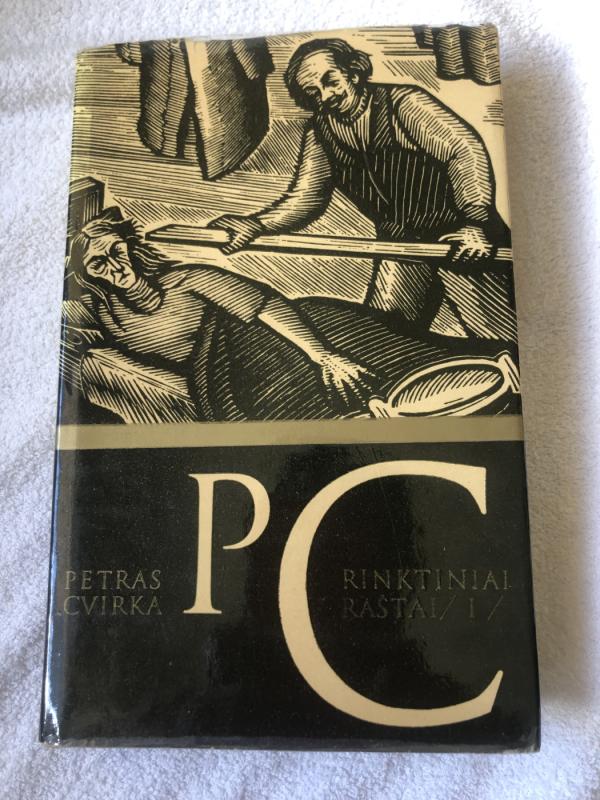 PC
PETRAS
CVIRKA
RINKTINIAI
RAŠTAI / I /